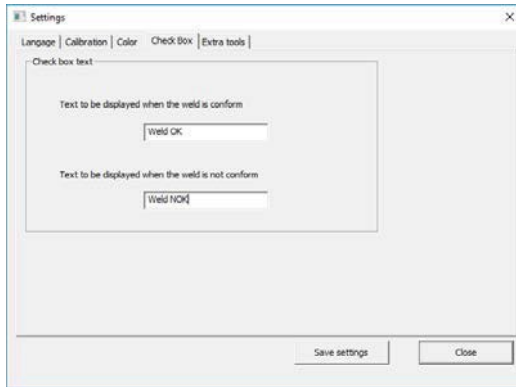 Settings
Langage Calibration Color Check Box Extra tools
Check box text
Text to be displayed when the weld is conform
Weld OK
Text to be displayed when the weld is not conform
Weld NOK
Save settings Close